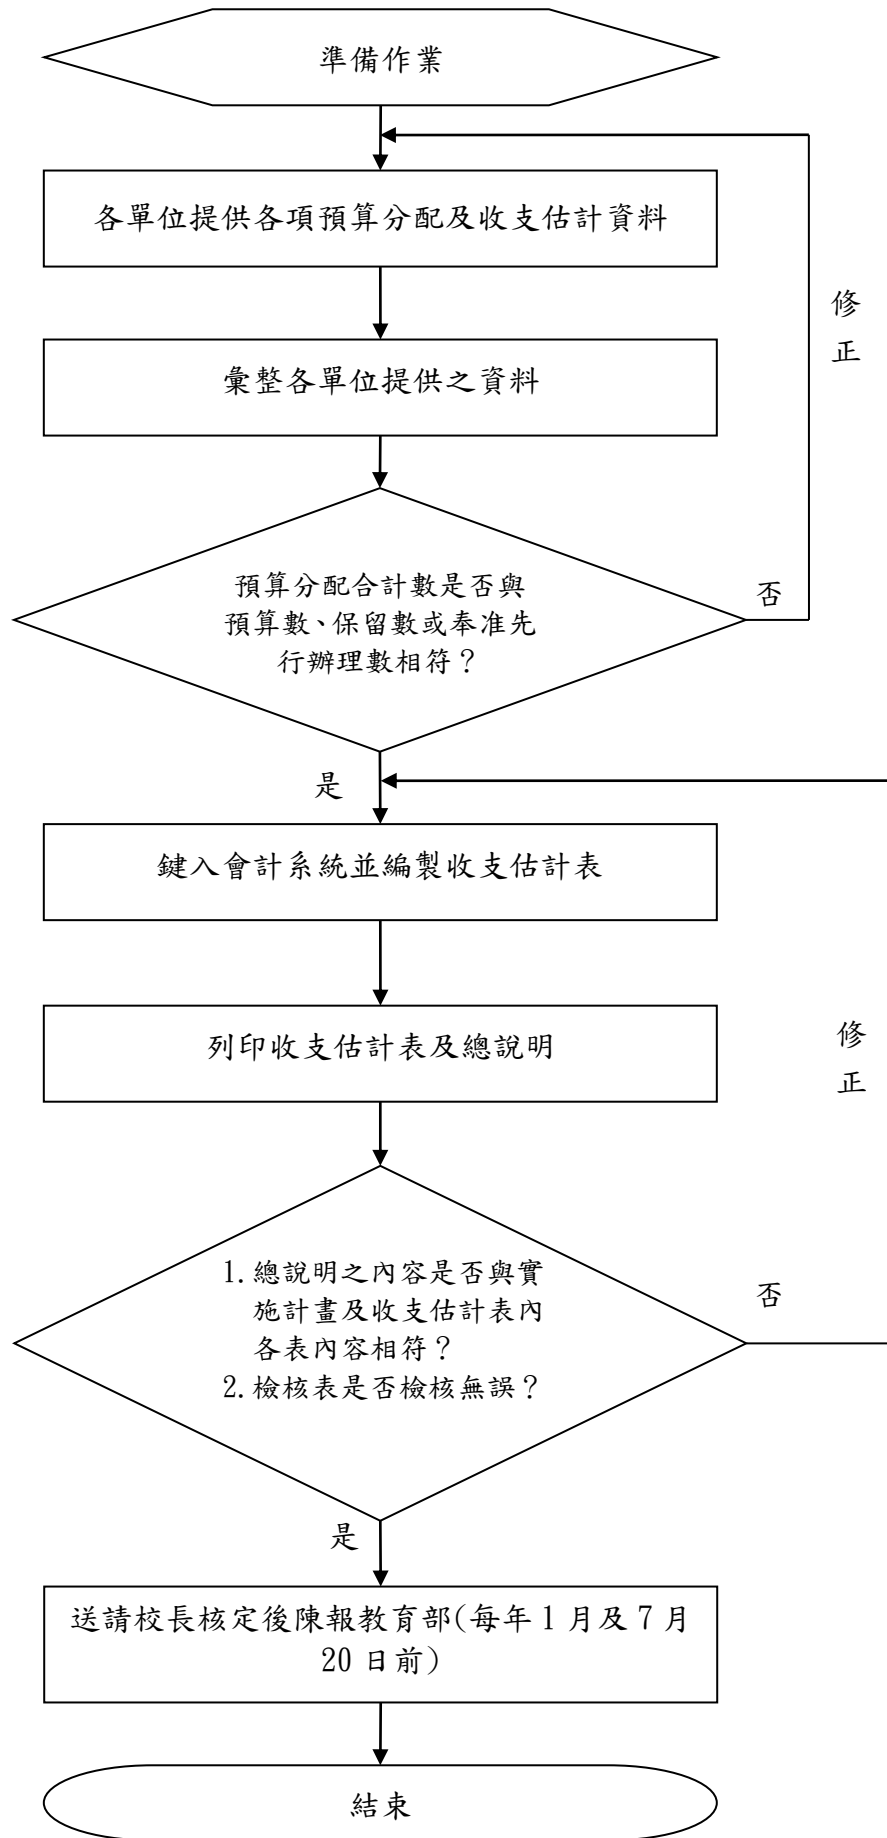 準備作業
各單位提供各項預算分配及收支估計資料
修
正
彙整各單位提供之資料
預算分配合計數是否與
預算數、保留數或奉准先
行辦理數相符？
否
是
鍵入會計系統並編製收支估計表
列印收支估計表及總說明
修
正
1.總說明之內容是否與實
施計畫及收支估計表內
各表內容相符？
2.檢核表是否檢核無誤？
否
是
送請校長核定後陳報教育部(每年 1 月及 7 月
20 日前)
結束